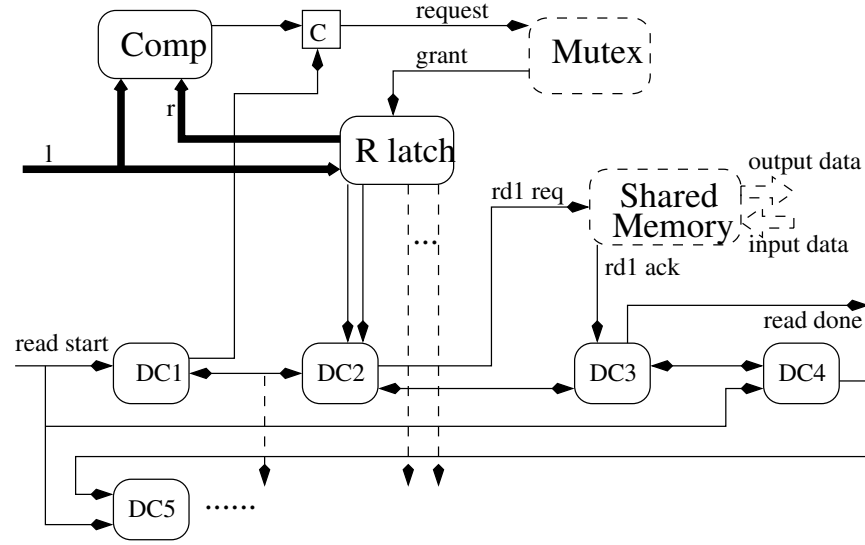 request
Comp
C
Mutex
grant
r
l
R latch
output data
rd1 req
Shared
Memory
...
input data
rd1 ack
read done
read start
DC1
DC2
DC3
DC4
DC5
......